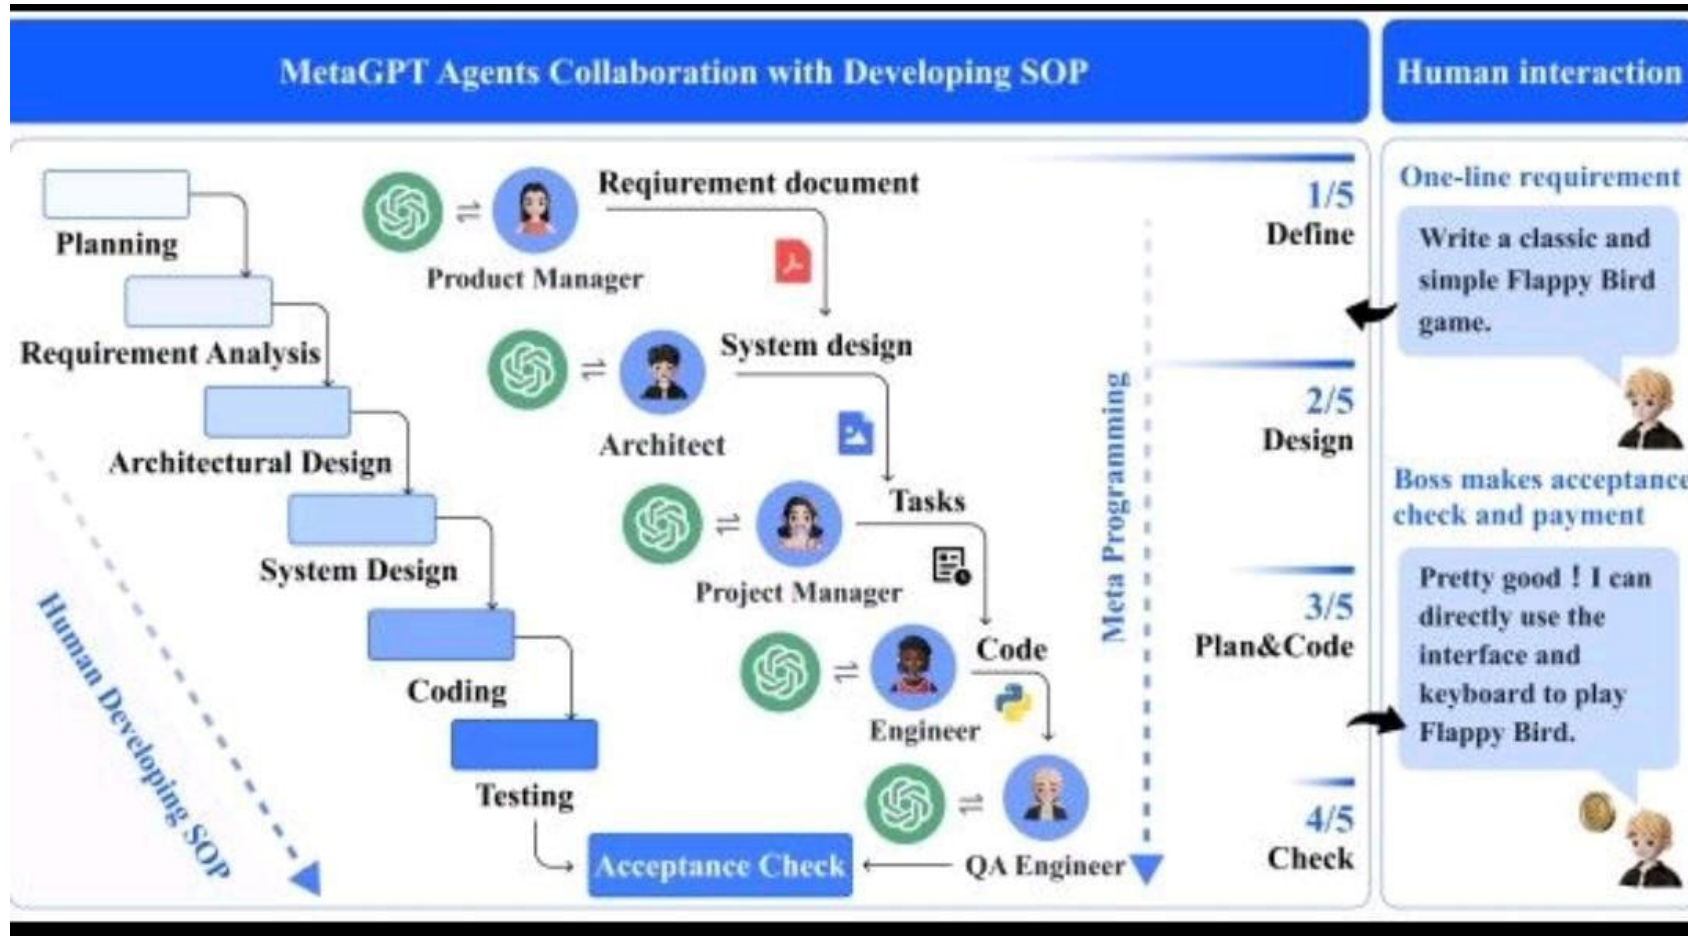 MetaGPT Agents Collaboration with Developing SOP
Human interaction
Planning
Requirement Analysis
Architectural Design
System Design
Coding
Testing
Human Developing SOP
Reqiurement document
Product Manager
System design
Architect
Tasks
Project Manager
Code
Engineer
QA Engineer
Acceptance Check
Meta Programming
1/5
Define
2/5
Design
3/5
Plan&Code
4/5
Check
One-line requirement
Write a classic and
simple Flappy Bird
game.
Boss makes acceptance
check and payment
Pretty good！I can
directly use the
interface and
keyboard to play
Flappy Bird.